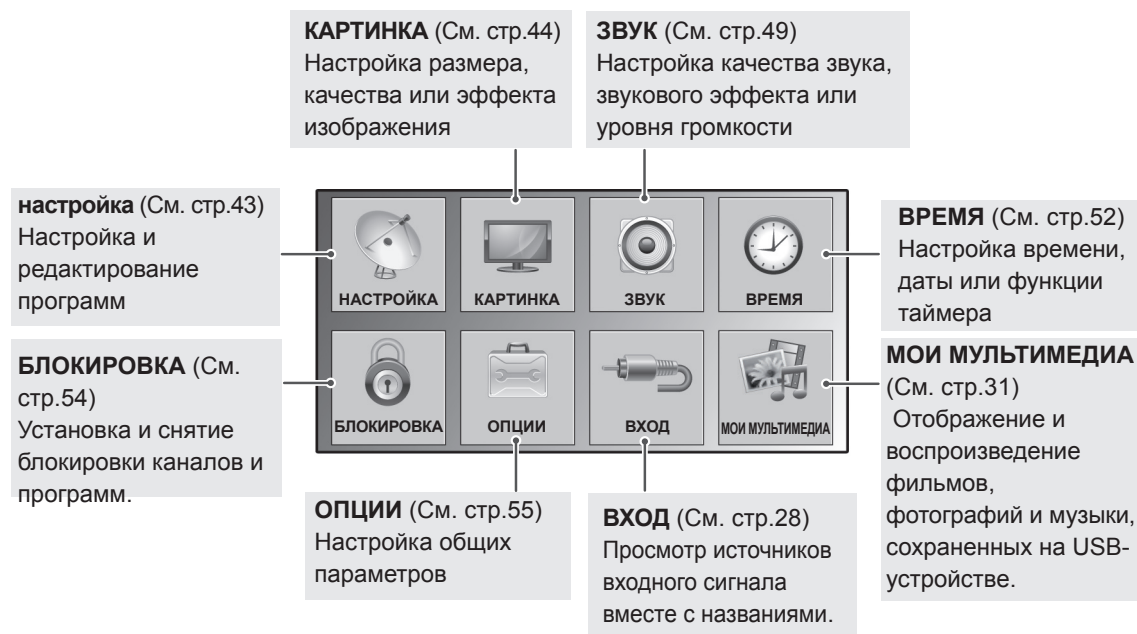 КАРТИНКА (См. стр.44)
Настройка размера,
качества или эффекта
изображения
ЗВУК (См. стр.49)
Настройка качества звука,
звукового эффекта или
уровня громкости
настройка (См. стр.43)
Настройка и
редактирование
программ
НАСТРОЙКА
КАРТИНКА
ЗВУК
ВРЕМЯ
ВРЕМЯ (См. стр.52)
Настройка времени,
даты или функции
таймера
БЛОКИРОВКА (См.
стр.54)
Установка и снятие
блокировки каналов и
программ.
БЛОКИРОВКА
ОПЦИИ
ВХОД
МОИ МУЛЬТИМЕДИА
МОИ МУЛЬТИМЕДИА
(См. стр.31)
Отображение и
воспроизведение
фильмов,
фотографий и музыки,
сохраненных на USB-
устройстве.
ОПЦИИ (См. стр.55)
Настройка общих
параметров
ВХОД (См. стр.28)
Просмотр источников
входного сигнала
вместе с названиями.